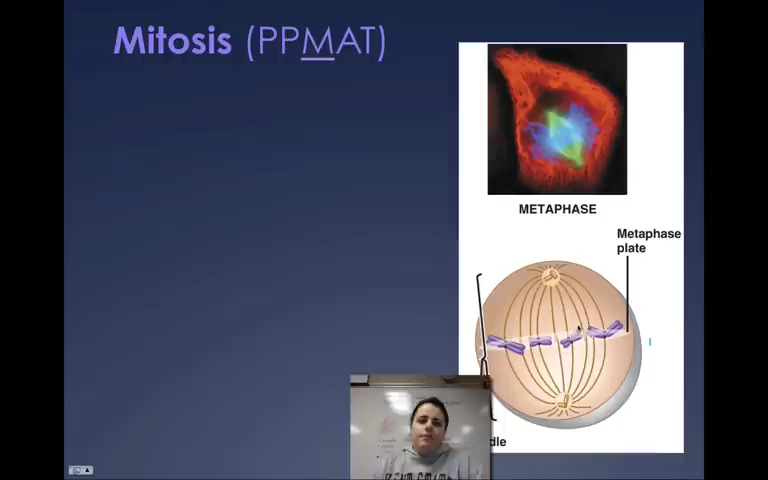 Mitosis (PPMAT)
METAPHASE
Metaphase
plate
dle